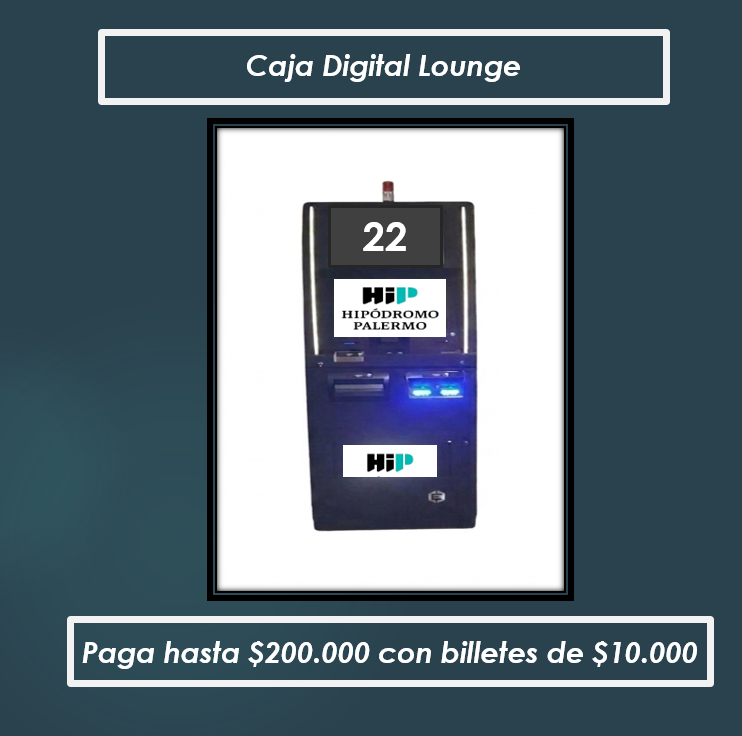 Caja Digital Lounge
22
HiP
HIPÓDROMO
PALERMO
HiP
Paga hasta $200.000 con billetes de $10.000